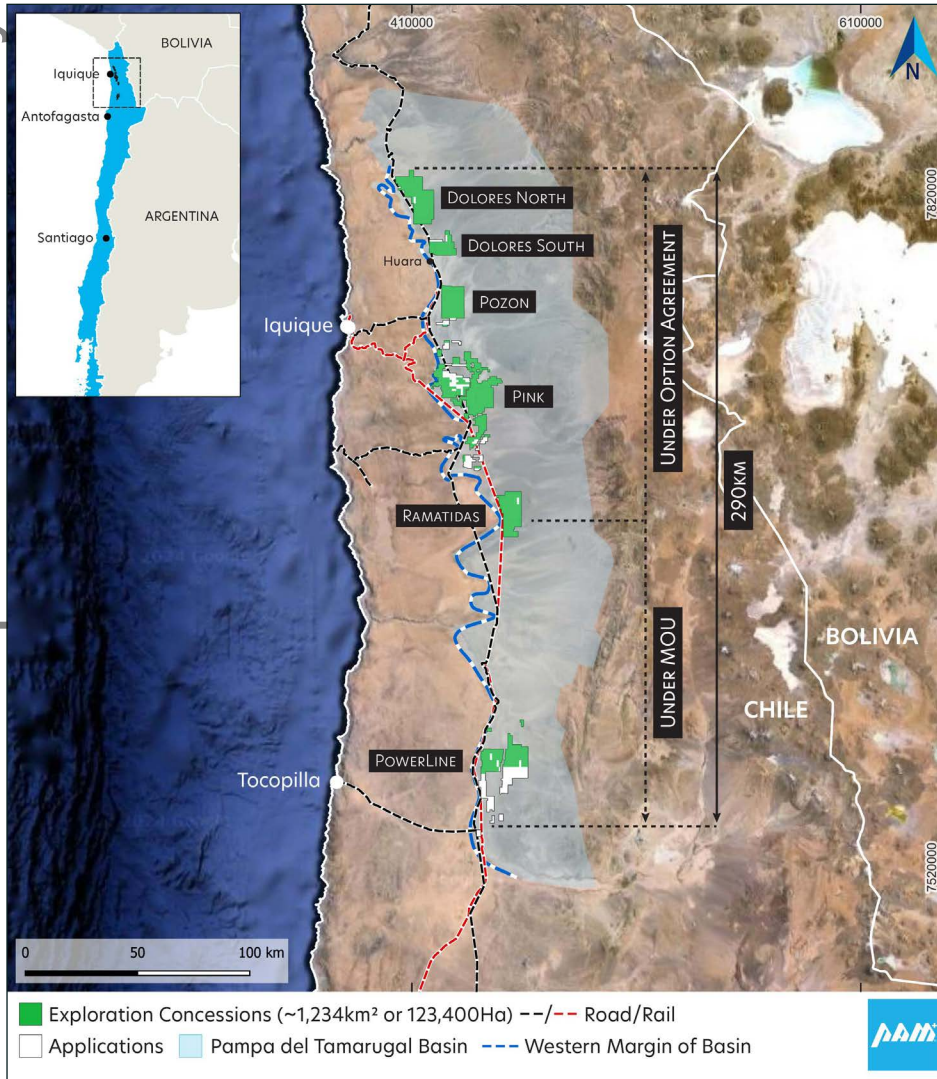 410000
610000
BOLIVIA
Iquique
Antofagasta
ARGENTINA
Santiago
N
7820000
DOLORES NORTH
DOLORES SOUTH
Huara
POZON
Iquique
UNDER OPTION AGREEMENT
PINK
290KM
RAMATIDAS
UNDER MOU
BOLIVIA
CHILE
POWERLINE
Tocopilla
7520000
0 50 100 km
Exploration Concessions (~1,234km² or 123,400Ha) Road/Rail
Applications Pampa del Tamarugal Basin Western Margin of Basin
PAM